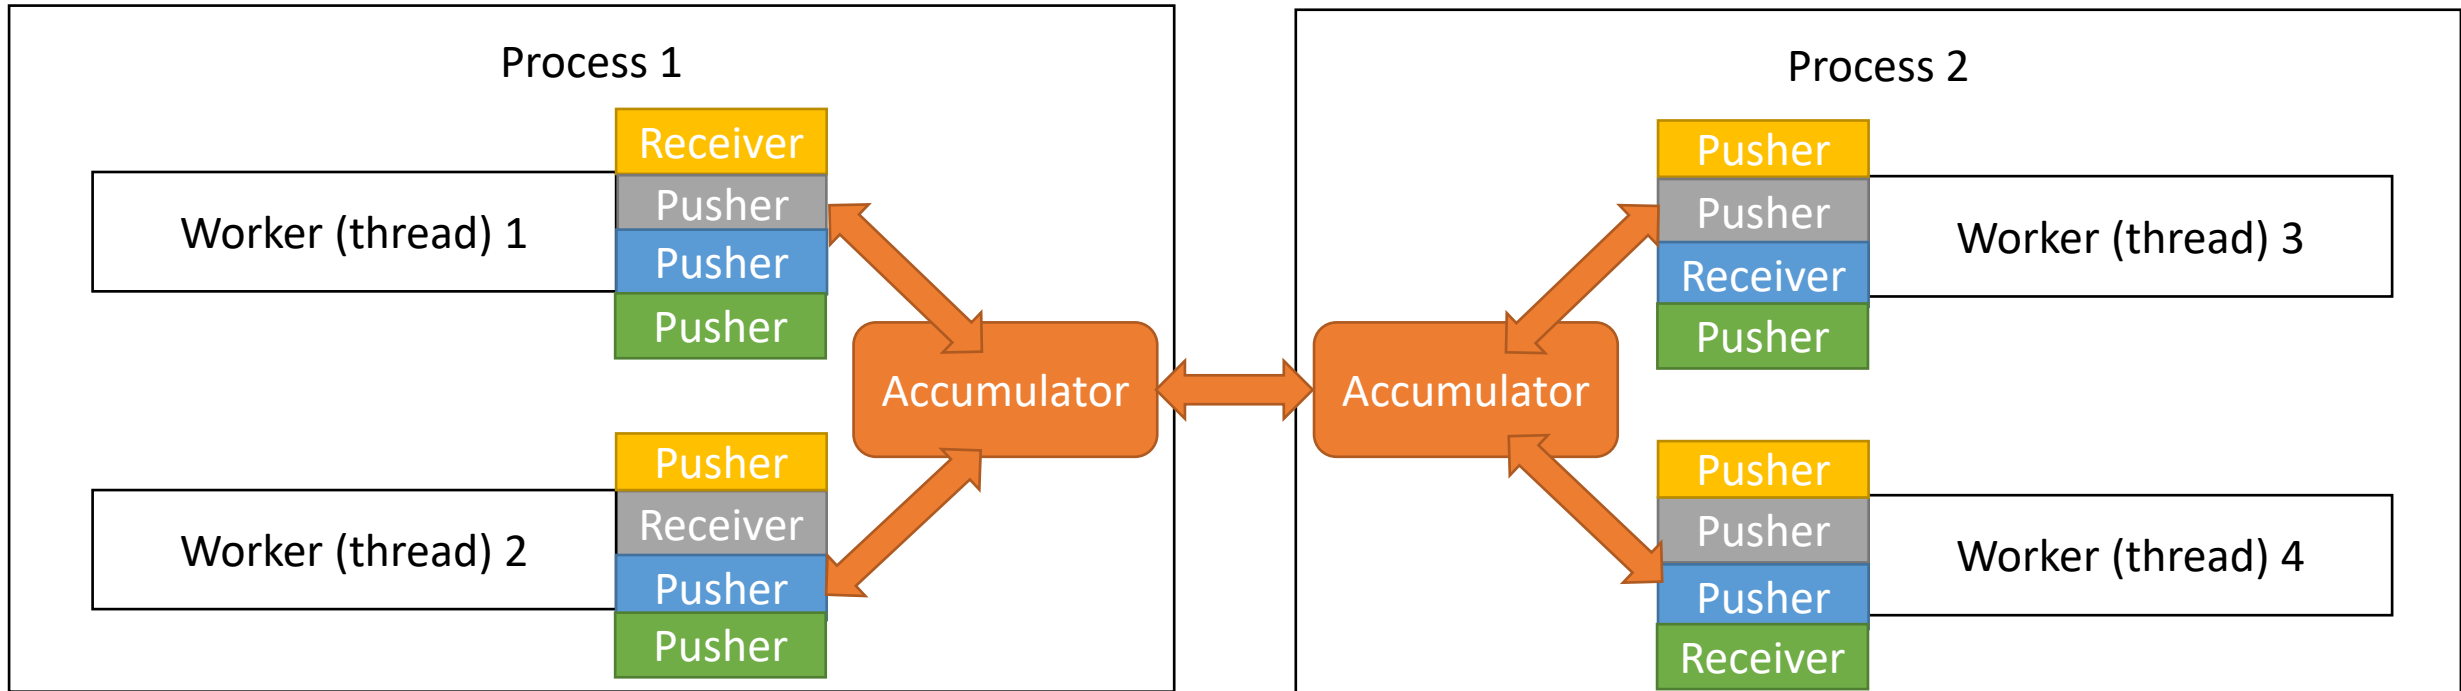 Process 1
Receiver
Pusher
Worker (thread) 1
Pusher
Pusher
Accumulator
Pusher
Receiver
Worker (thread) 2
Pusher
Pusher
Process 2
Pusher
Pusher
Worker (thread) 3
Receiver
Pusher
Accumulator
Pusher
Pusher
Worker (thread) 4
Pusher
Receiver